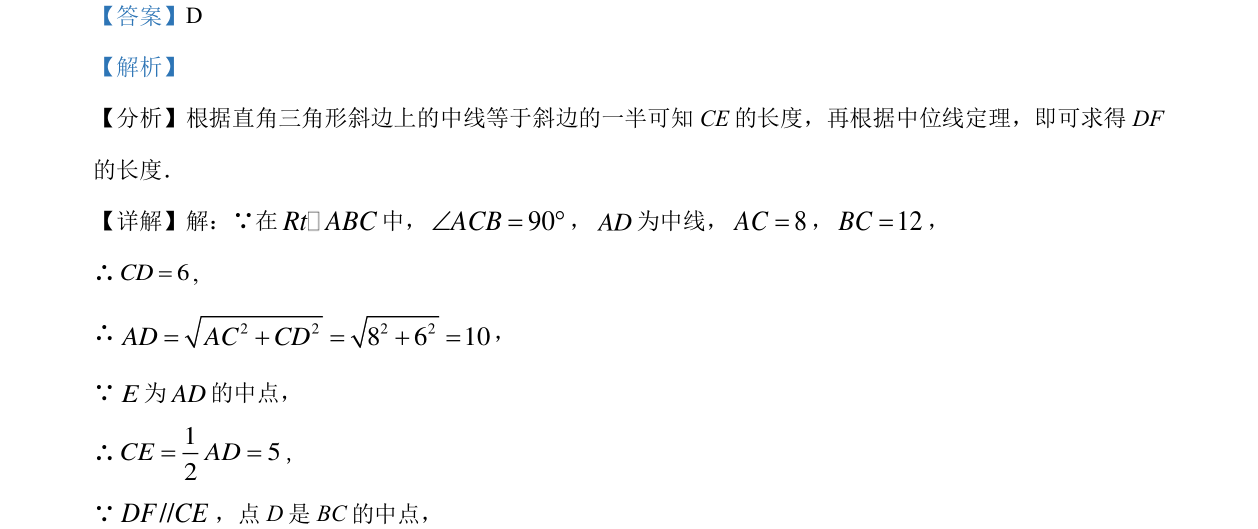 【答案】D
【解析】
【分析】根据直角三角形斜边上的中线等于斜边的一半可知 CE 的长度，再根据中位线定理，即可求得 DF
的长度．
【详解】解：∵在 Rt□ABC 中，∠ACB=90°，AD 为中线，AC=8，BC=12，
∴CD=6,
∴AD=√(AC²+CD²)=√(8²+6²)=10，
∵E 为 AD 的中点，
∴CE=1/2 AD=5，
∵DF//CE，点 D 是 BC 的中点，